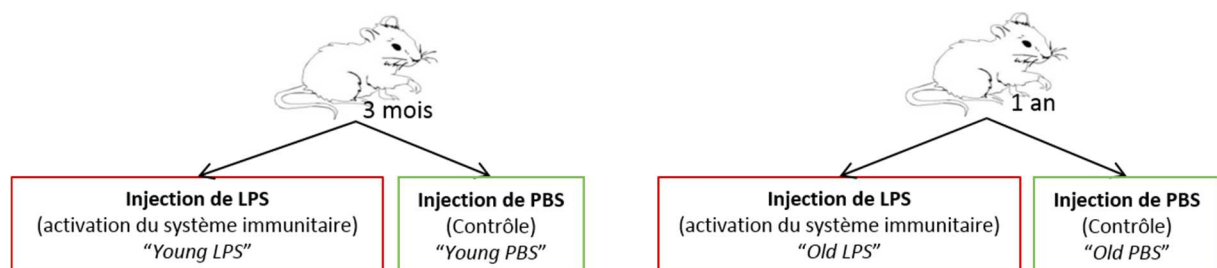 3 mois
1 an
Injection de LPS
(activation du système immunitaire)
“Young LPS”
Injection de PBS
(Contrôle)
“Young PBS”
Injection de LPS
(activation du système immunitaire)
“Old LPS”
Injection de PBS
(Contrôle)
“Old PBS”